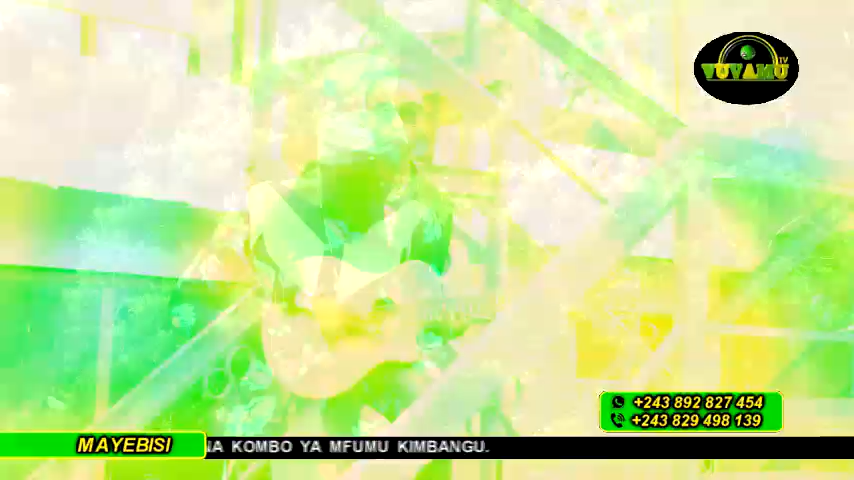 VUVAMU TV
+243 892 827 454
+243 829 498 139
MAYEBISI
KOMBO YA MFUMU KIMBANGU.